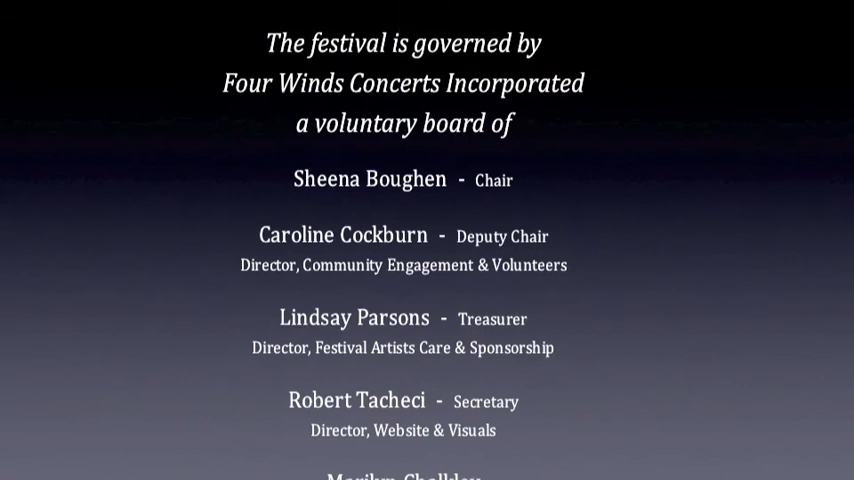 The festival is governed by
Four Winds Concerts Incorporated
a voluntary board of
Sheena Boughen - Chair
Caroline Cockburn - Deputy Chair
Director, Community Engagement & Volunteers
Lindsay Parsons - Treasurer
Director, Festival Artists Care & Sponsorship
Robert Tacheci - Secretary
Director, Website & Visuals